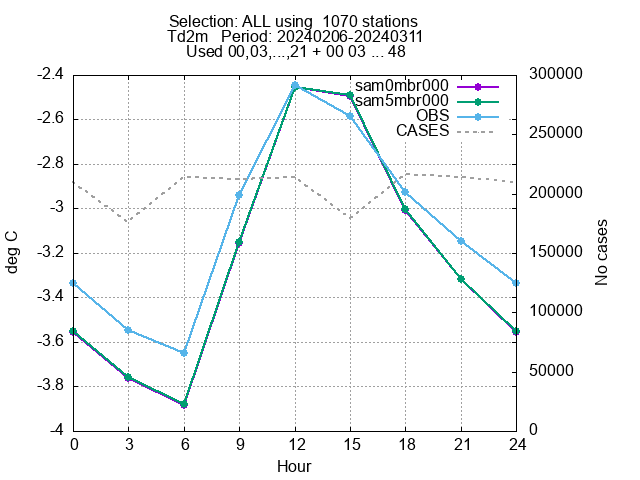 Selection: ALL using  1070 stations
Td2m   Period: 20240206-20240311
Used 00,03,...,21 + 00 03 ... 48
sam0mbr000
sam5mbr000
OBS
CASES
-2.4
-2.6
-2.8
-3
-3.2
-3.4
-3.6
-3.8
-4
deg C
300000
250000
200000
150000
100000
50000
0
No cases
0 3 6 9 12 15 18 21 24
Hour